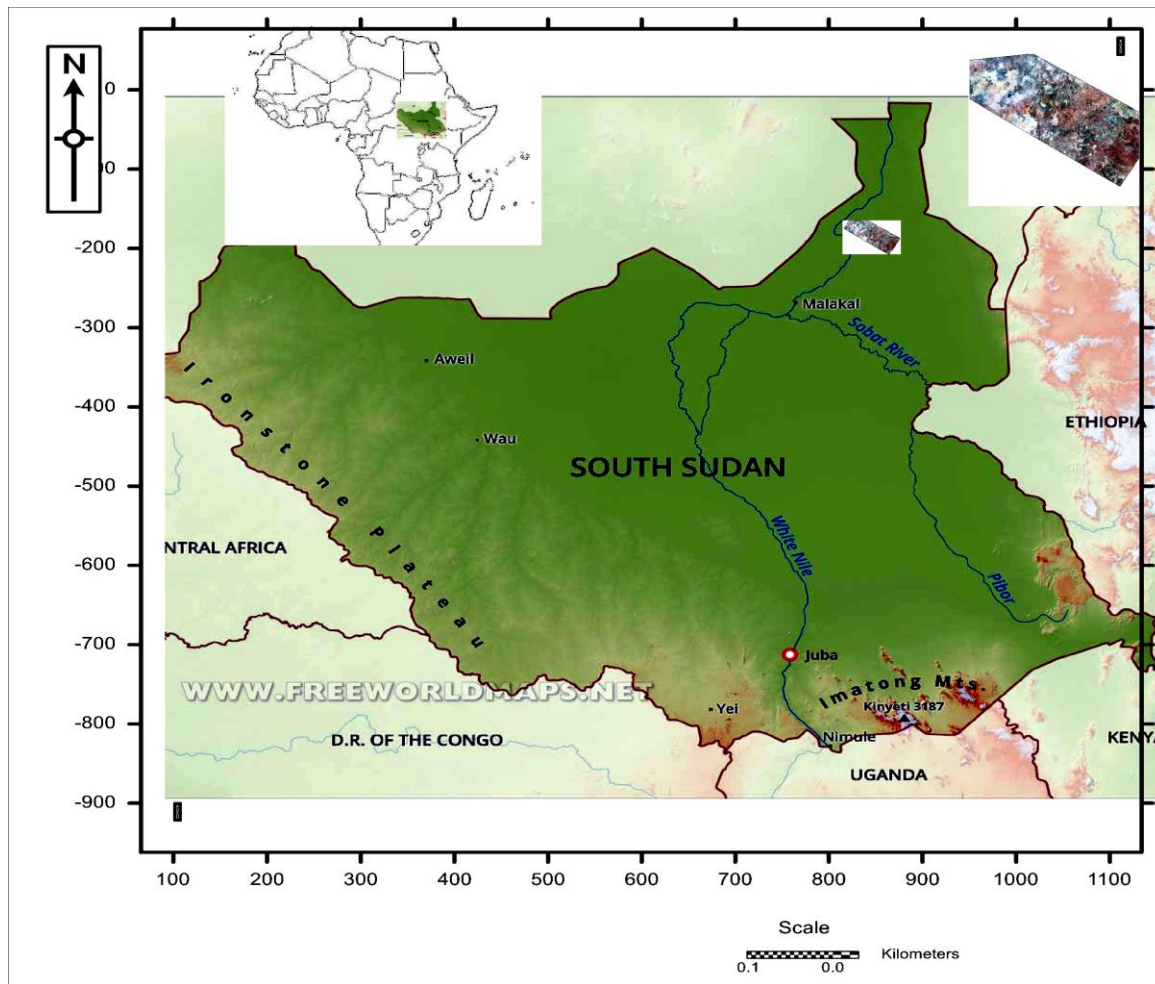 N
0
00
-200
-300
-400
-500
-600
-700
-800
-900
Malakal
Sobat River
Aweil
Ironstone Plateau
Wau
ETHIOPIA
SOUTH SUDAN
White Nile
NTRAL AFRICA
Pibor
Juba
WWW.FREEWORLDMAPS.NET
Imatong Mts.
Kinyeti 3187
Yei
Nimule
D.R. OF THE CONGO
KENYA
UGANDA
100 200 300 400 500 600 700 800 900 1000 1100
Scale
0.1 0.0 Kilometers